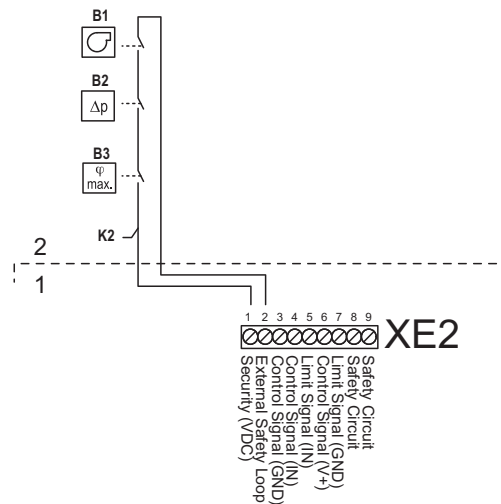 B1
B2
Δp
B3
φ
max.
K2
2
1
1 2 3 4 5 6 7 8 9
XE2
Security (VDC)
External Safety Loop
Control Signal (GND)
Control Signal (IN)
Limit Signal (IN)
Control Signal (V+)
Limit Signal (GND)
Safety Circuit
Safety Circuit